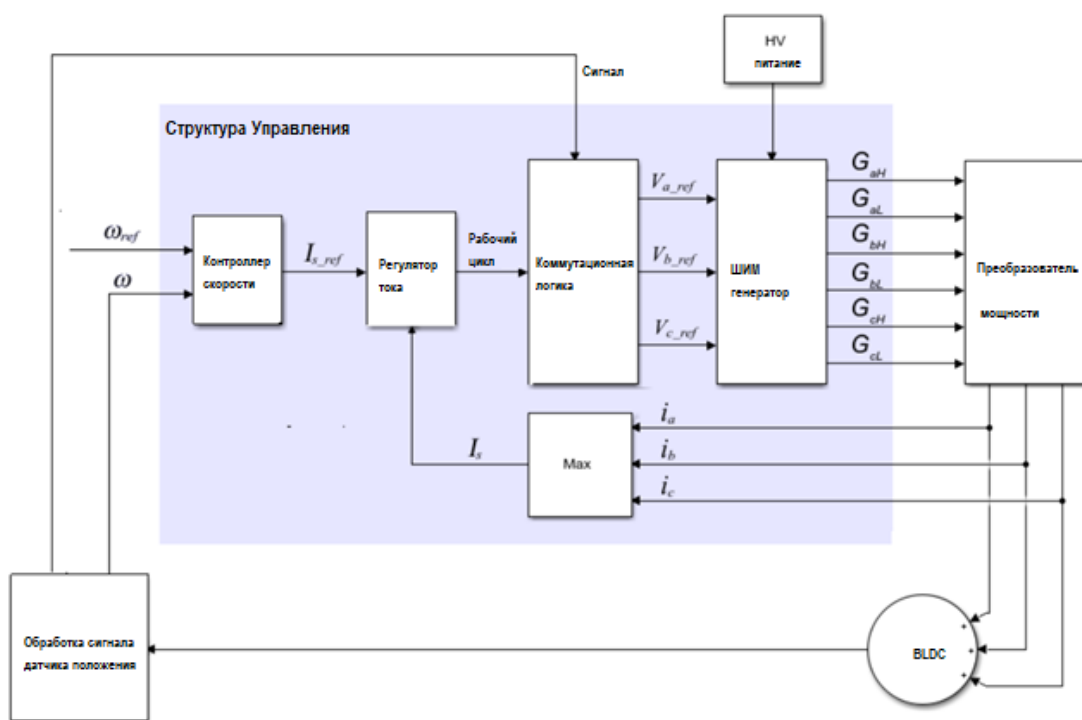 HV
питание
Сигнал
Структура Управления
ω_ref
ω
Контроллер
скорости
I_s_ref
Регулятор
тока
Рабочий
цикл
Коммутационная
логика
V_a_ref
V_b_ref
V_c_ref
ШИМ
генератор
G_aH
G_aL
G_bH
G_bL
G_cH
G_cL
Преобразователь
мощности
I_s
Max
i_a
i_b
i_c
Обработка сигнала
датчика положения
BLDC
+
+
+